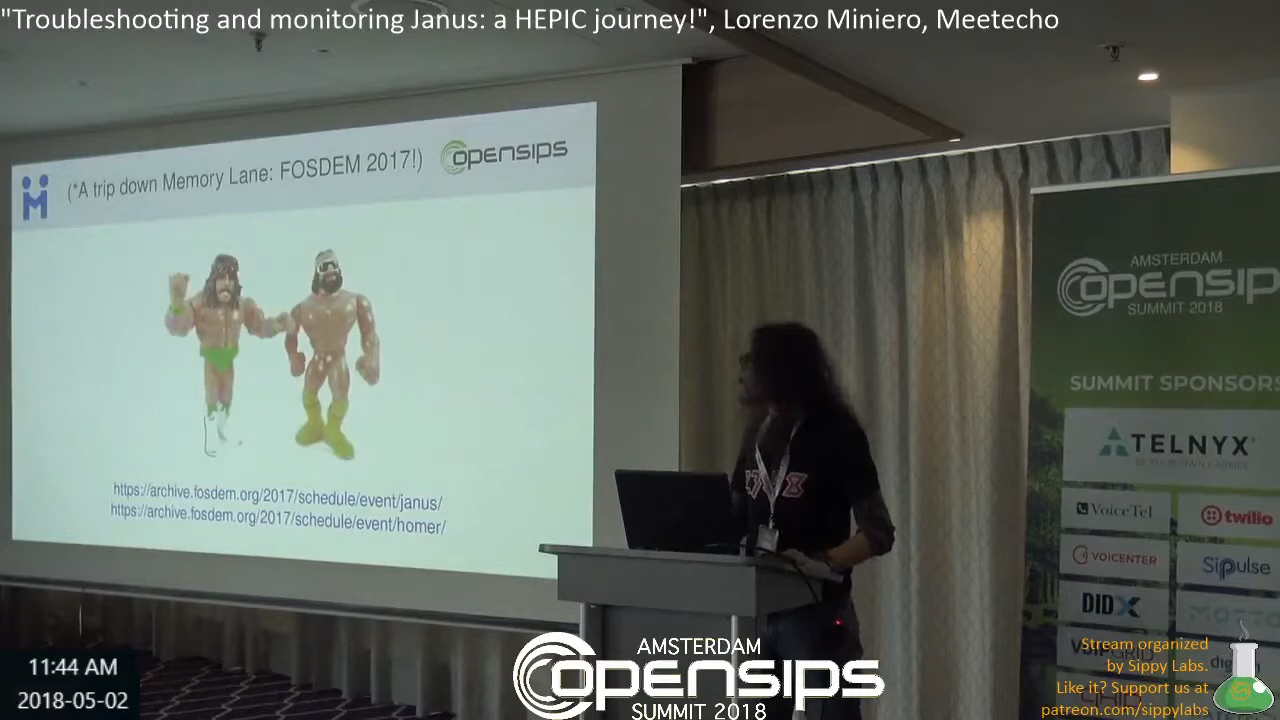 "Troubleshooting and monitoring Janus: a HEPIC journey!", Lorenzo Miniero, Meetecho
(*A trip down Memory Lane: FOSDEM 2017!)
opensips
https://archive.fosdem.org/2017/schedule/event/janus/
https://archive.fosdem.org/2017/schedule/event/homer/
AMSTERDAM
opensip
SUMMIT 2018
SUMMIT SPONSORS
TELNYX
VoiceTel
twilio
VOICENTER
Sipulse
DIDX
Stream organized
by Sippy Labs.
Like it? Support us at
patreon.com/sippylabs
11:44 AM
2018-05-02
AMSTERDAM
opensips
SUMMIT 2018